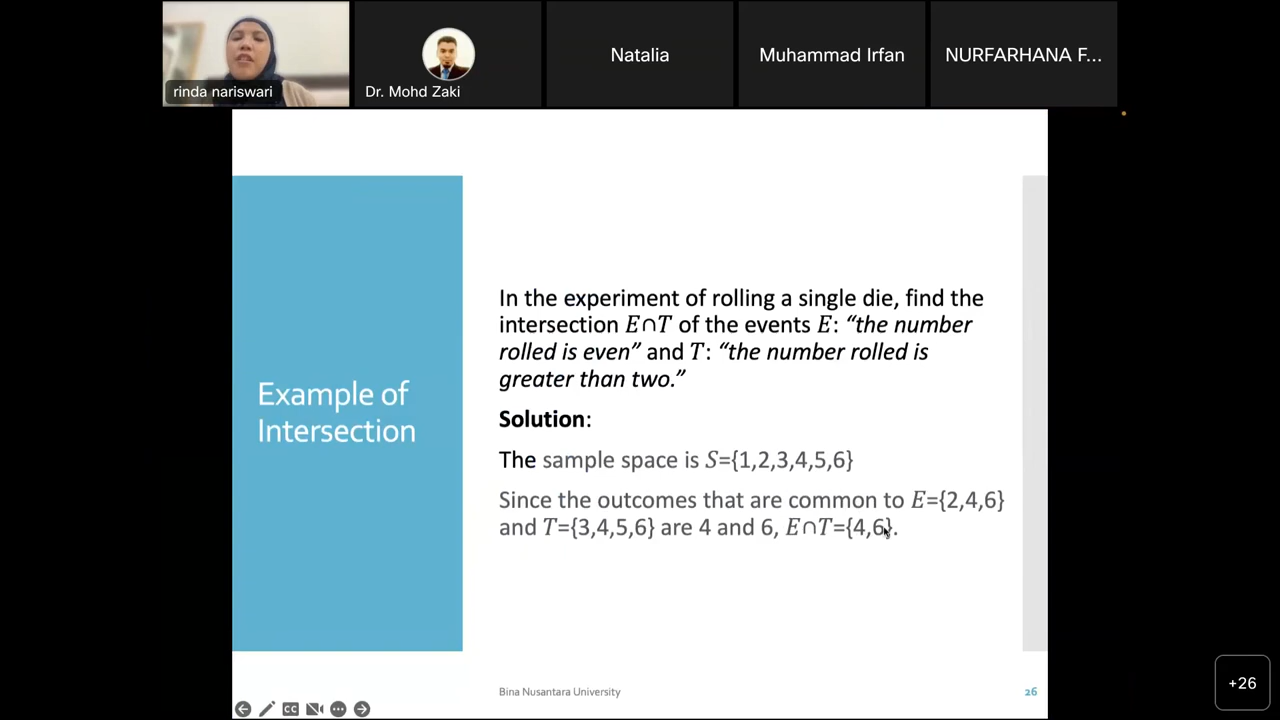 rinda nariswari
Dr. Mohd Zaki
Natalia
Muhammad Irfan
NURFARHANA F...
Example of
Intersection
In the experiment of rolling a single die, find the
intersection E∩T of the events E: “the number
rolled is even” and T: “the number rolled is
greater than two.”
Solution:
The sample space is S={1,2,3,4,5,6}
Since the outcomes that are common to E={2,4,6}
and T={3,4,5,6} are 4 and 6, E∩T={4,6}.
Bina Nusantara University
26
CC
+26